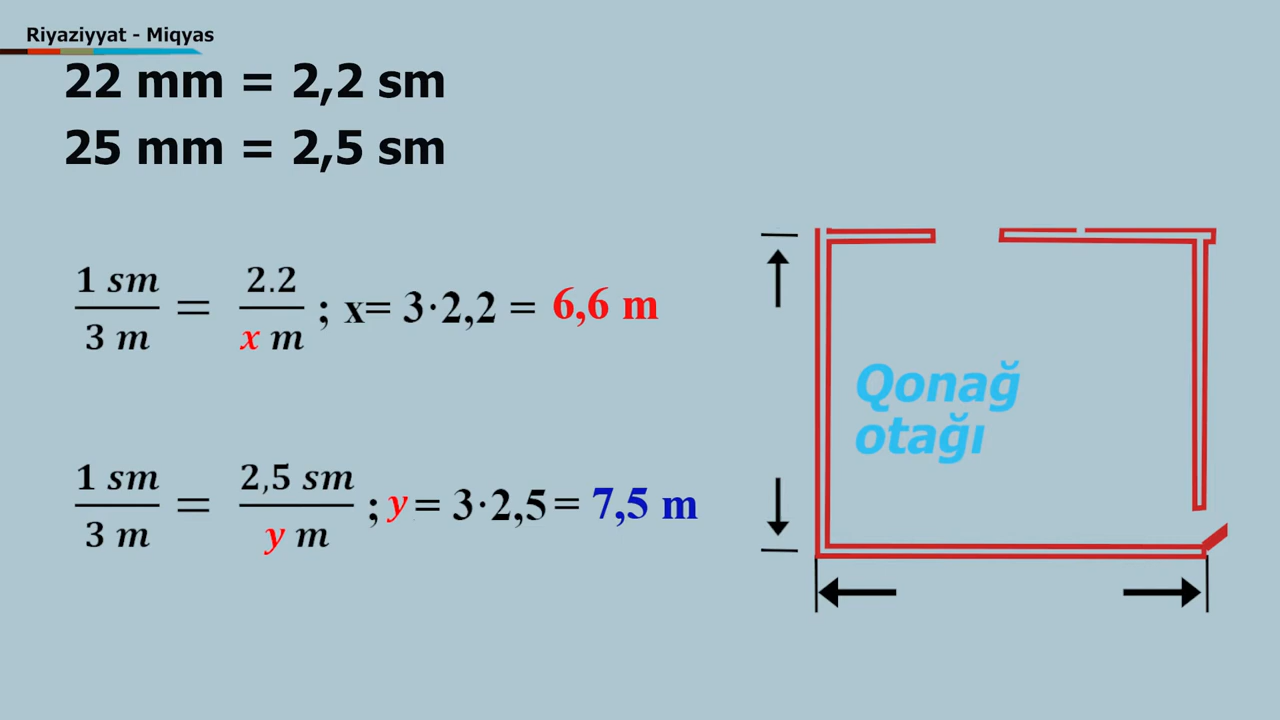 Riyaziyyat - Miqyas
22 mm = 2,2 sm
25 mm = 2,5 sm
1 sm / 3 m = 2.2 / x m ; x= 3·2,2 = 6,6 m
1 sm / 3 m = 2,5 sm / y m ; y = 3·2,5 = 7,5 m
Qonağ
otağı